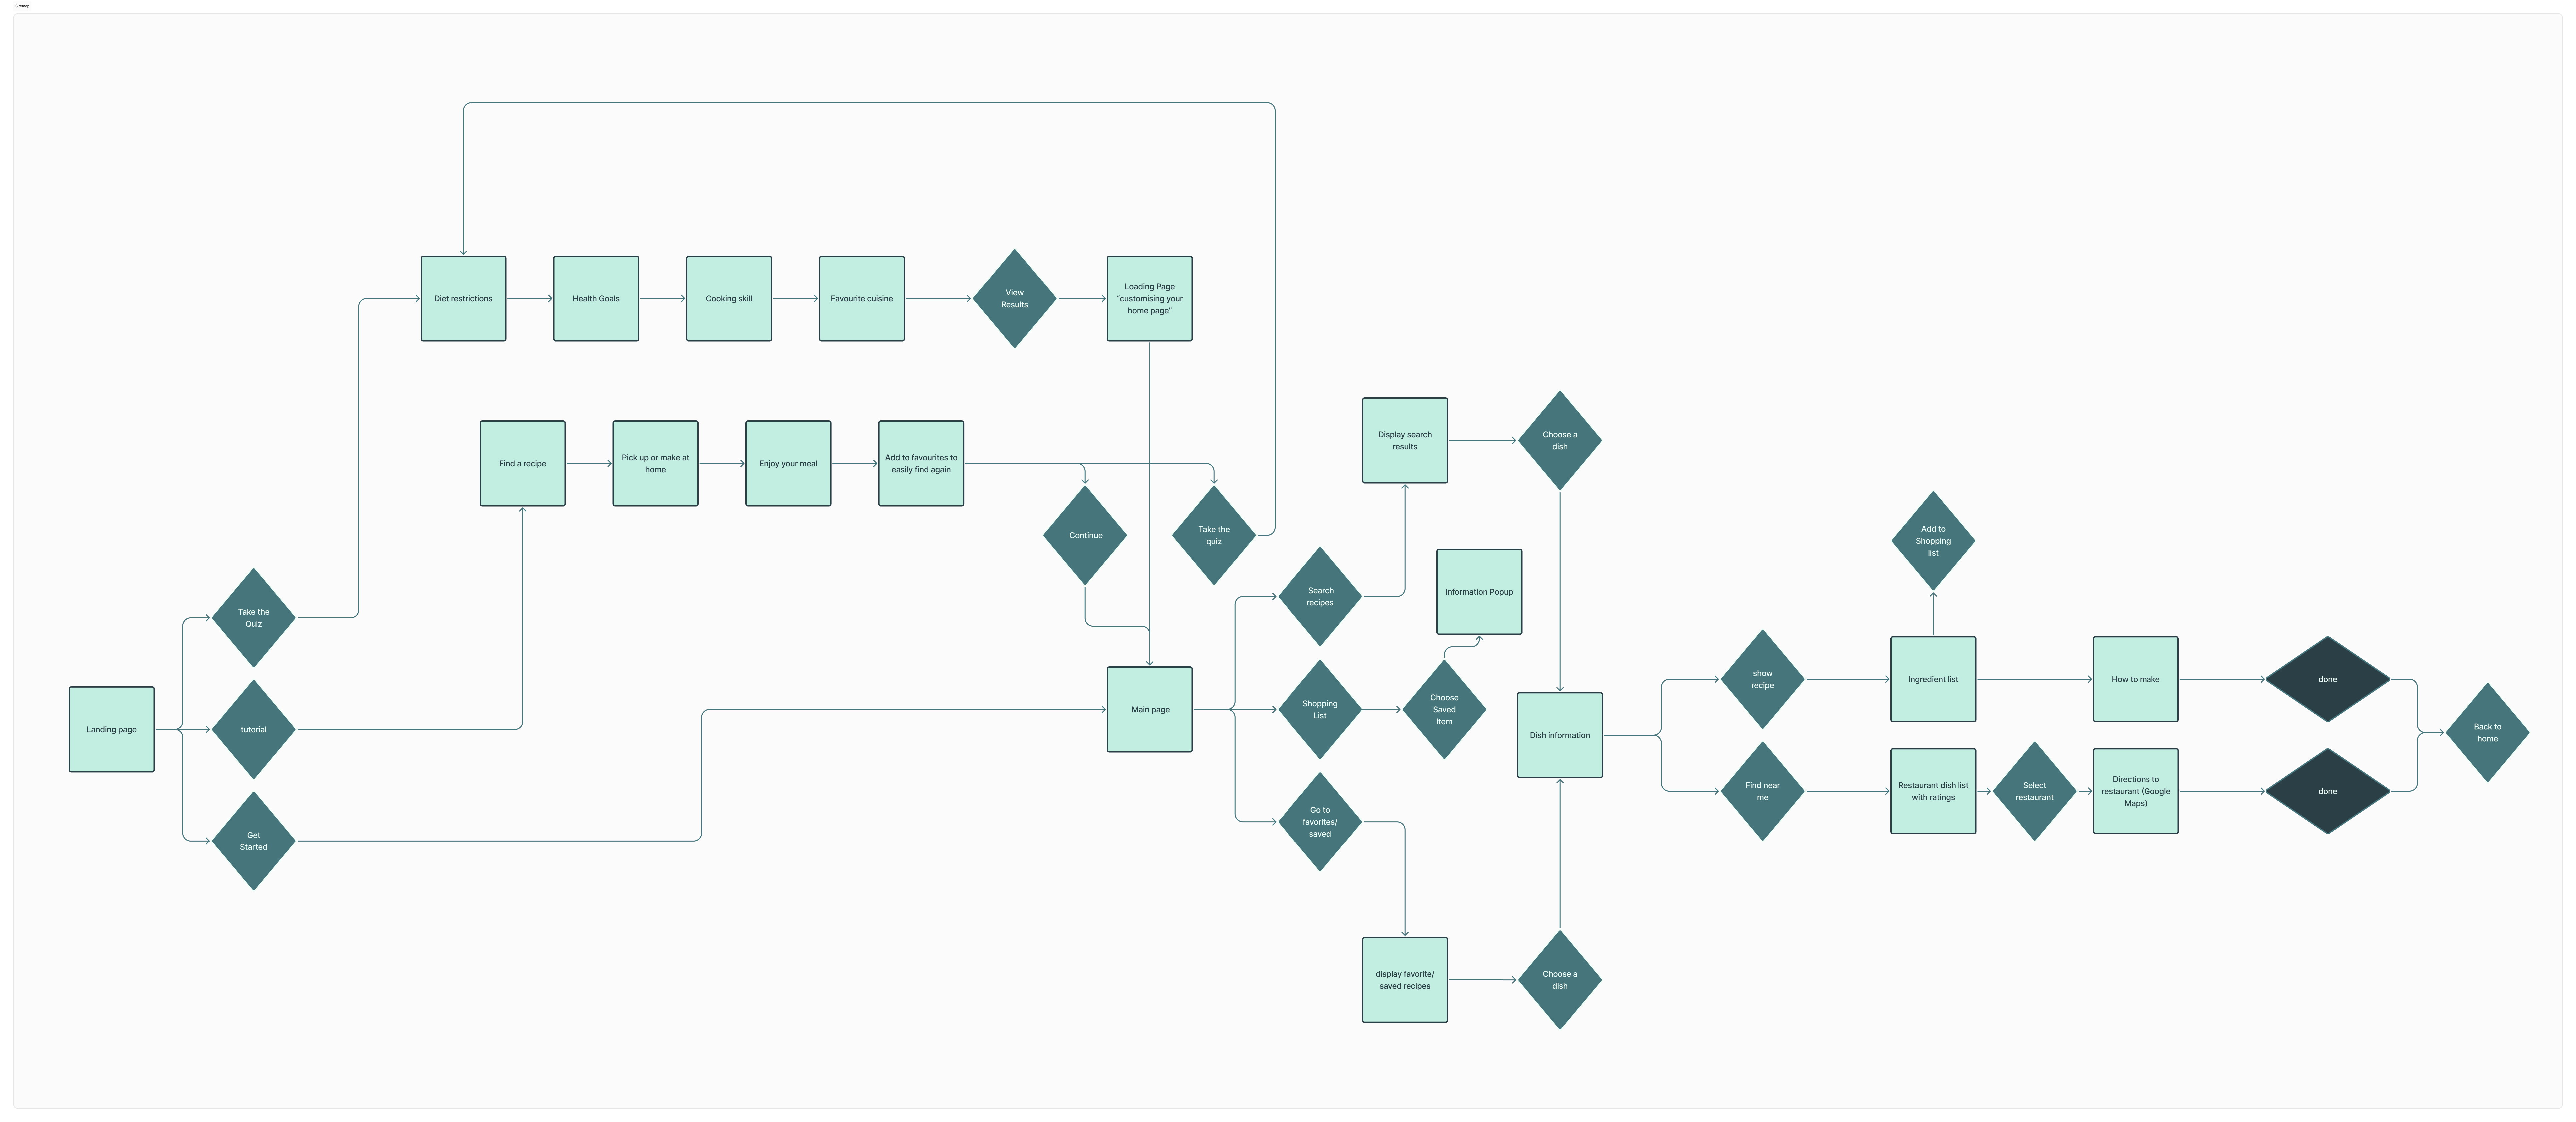 Sitemap
Diet restrictions
Health Goals
Cooking skill
Favourite cuisine
View
Results
Loading Page
"customising your
home page"
Find a recipe
Pick up or make at
home
Enjoy your meal
Add to favourites to
easily find again
Continue
Take the
quiz
Display search
results
Choose a
dish
Take the
Quiz
tutorial
Get
Started
Landing page
Main page
Search
recipes
Information Popup
Shopping
List
Choose
Saved
Item
Go to
favorites/
saved
display favorite/
saved recipes
Choose a
dish
Dish information
show
recipe
Find near
me
Add to
Shopping
list
Ingredient list
How to make
done
Restaurant dish list
with ratings
Select
restaurant
Directions to
restaurant (Google
Maps)
done
Back to
home